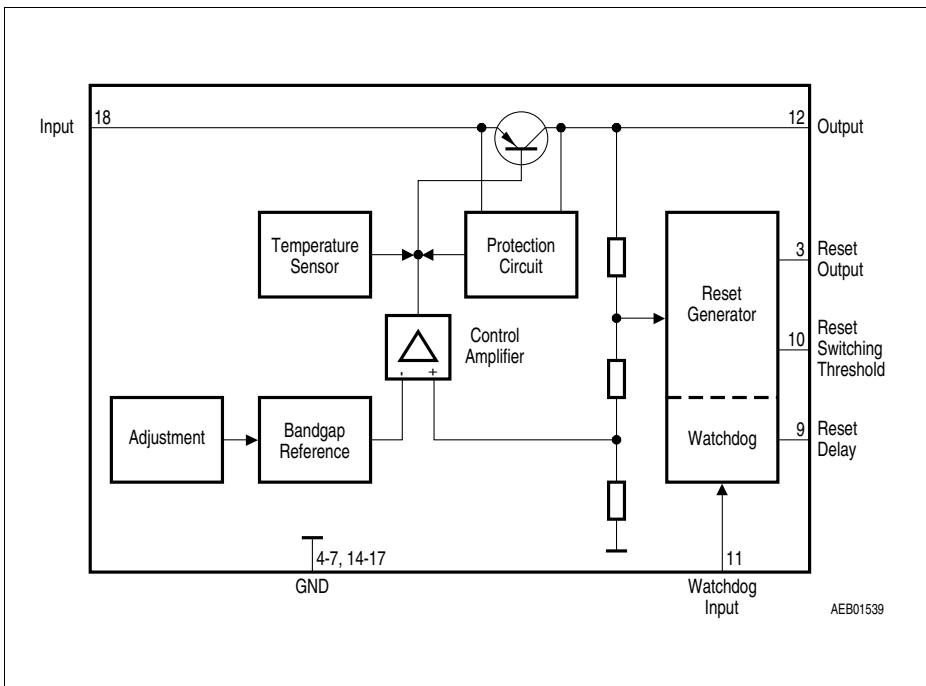 Input
18
12
Output
Temperature
Sensor
Protection
Circuit
Reset
Generator
3
Reset
Output
Control
Amplifier
10
Reset
Switching
Threshold
- +
Adjustment
Bandgap
Reference
Watchdog
9
Reset
Delay
4-7, 14-17
GND
11
Watchdog
Input
AEB01539